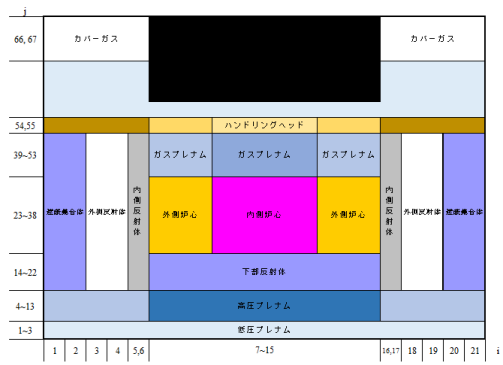 j
66, 67
カバーガス
カバーガス
54,55
ハンドリングヘッド
39~53
ガスプレナム
ガスプレナム
ガスプレナム
内側反射体
内側反射体
23~38
遮蔽集合体
外側反射体
外側炉心
内側炉心
外側炉心
外側反射体
遮蔽集合体
14~22
下部反射体
4~13
高圧プレナム
1~3
低圧プレナム
1
2
3
4
5,6
7~15
16,17
18
19
20
21
i